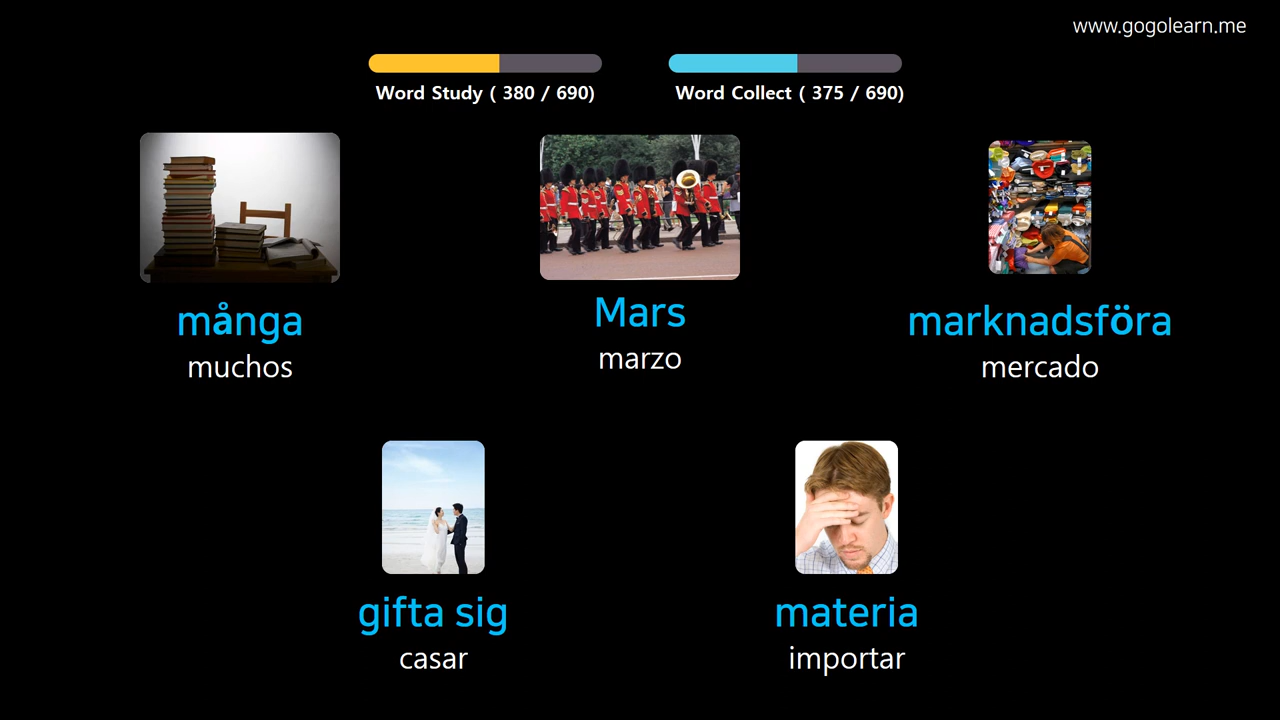 www.gogolearn.me
Word Study ( 380 / 690)
Word Collect ( 375 / 690)
många
muchos
Mars
marzo
marknadsföra
mercado
gifta sig
casar
materia
importar